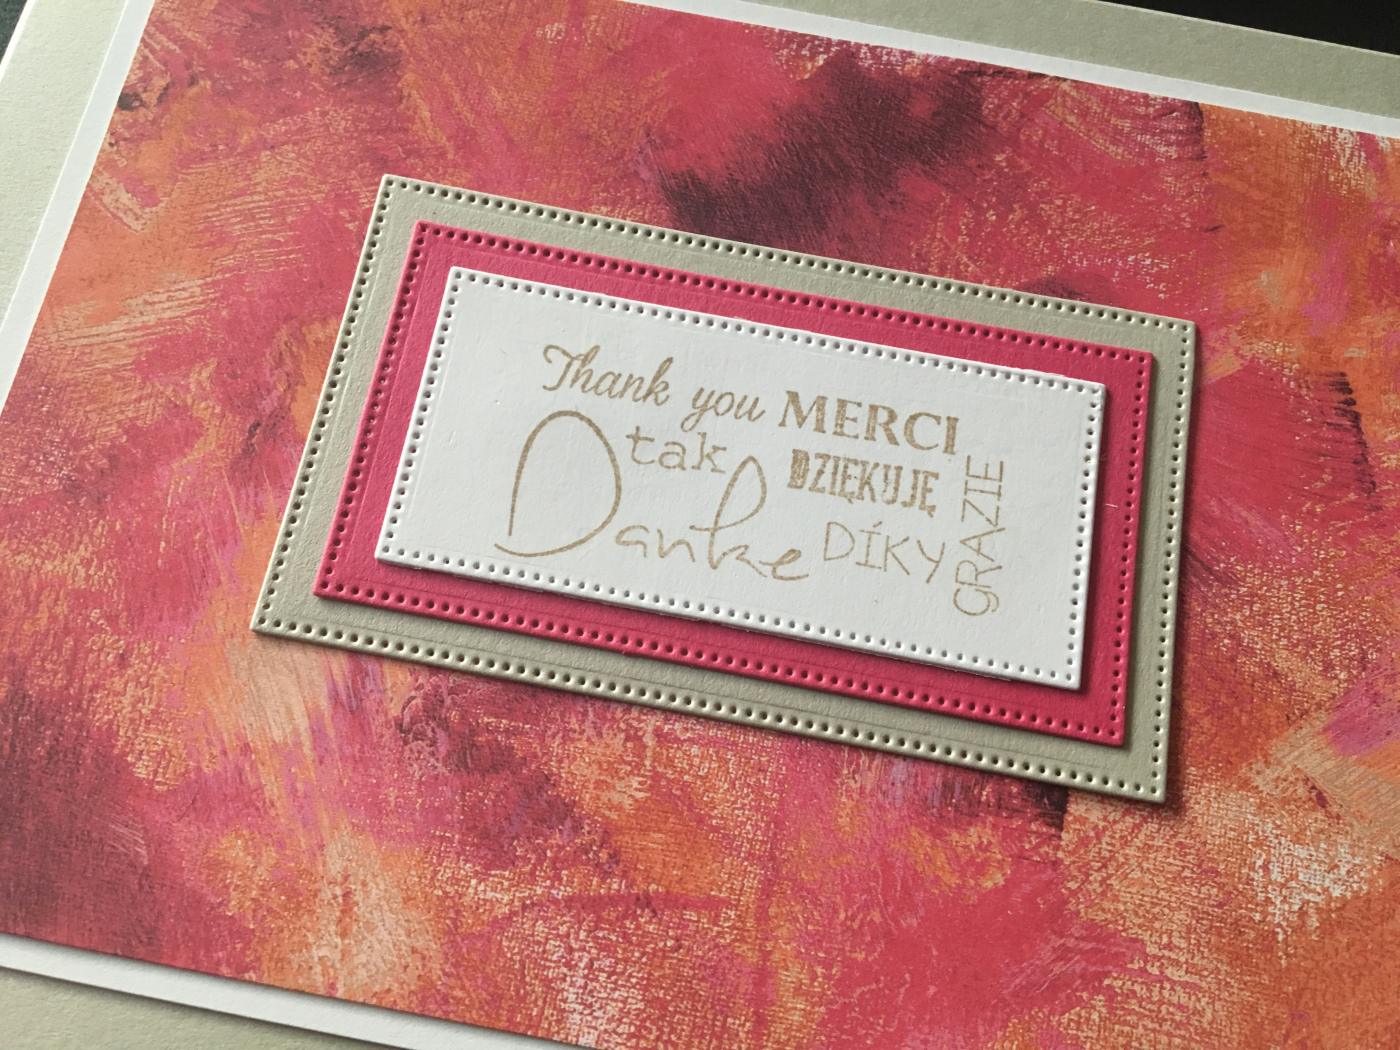 Thank you MERCI
tak DZIĘKUJĘ
Danke DÍKY
GRAZIE